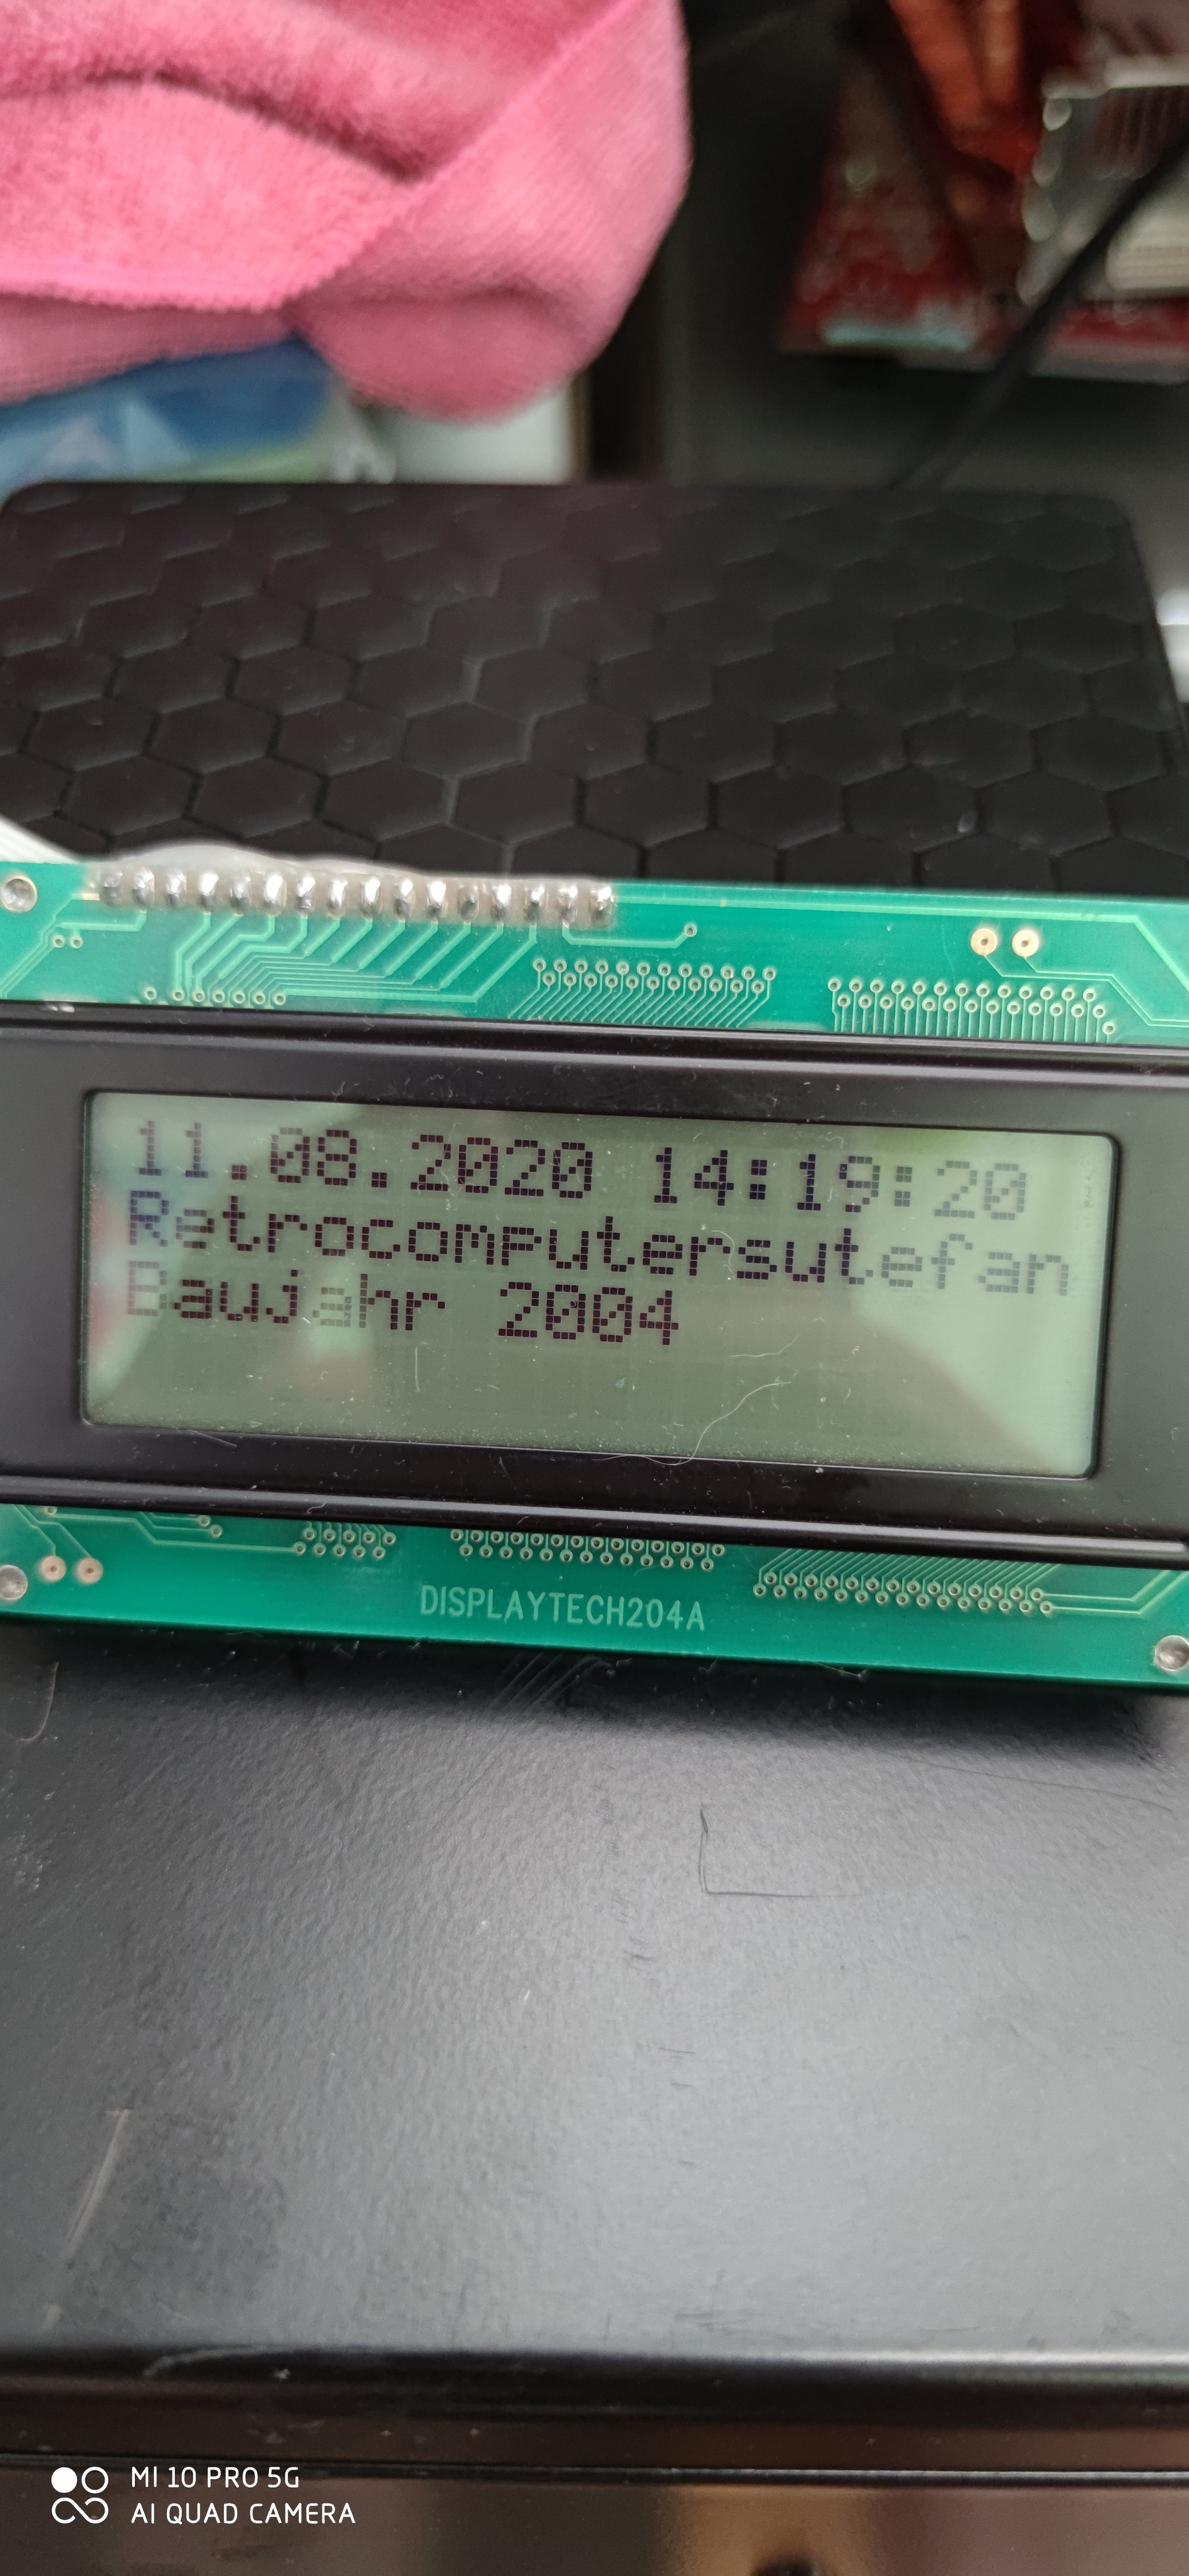 11.08.2020 14:19:20
Retrocomputersutefan
Baujahr 2004
DISPLAYTECH204A
MI 10 PRO 5G
AI QUAD CAMERA